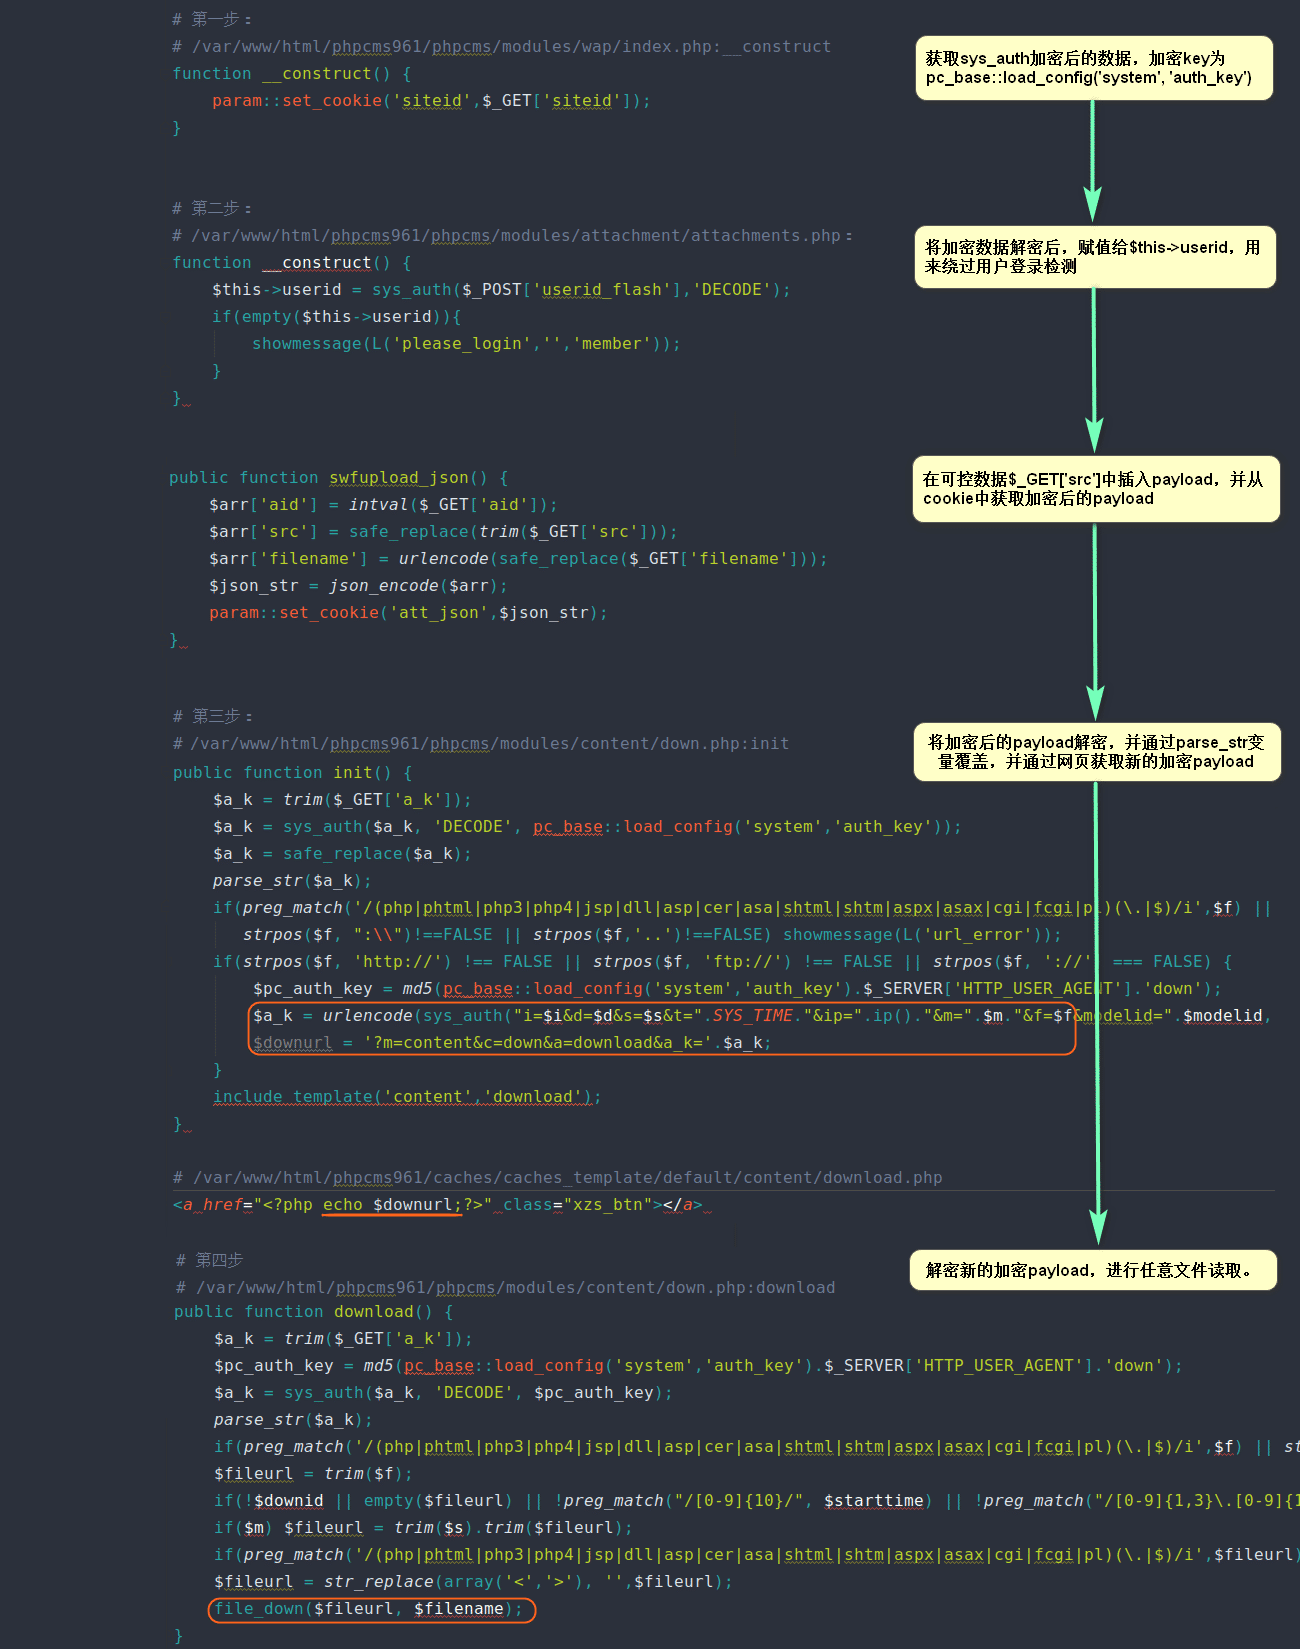 # 第一步：
# /var/www/html/phpcms961/phpcms/modules/wap/index.php:__construct
function __construct() {
param::set_cookie('siteid',$_GET['siteid']);
}
获取sys_auth加密后的数据，加密key为
pc_base::load_config('system', 'auth_key')
# 第二步：
# /var/www/html/phpcms961/phpcms/modules/attachment/attachments.php：
function __construct() {
$this->userid = sys_auth($_POST['userid_flash'],'DECODE');
if(empty($this->userid)){
showmessage(L('please_login','','member'));
}
}
将加密数据解密后，赋值给$this->userid，用
来绕过用户登录检测
public function swfupload_json() {
$arr['aid'] = intval($_GET['aid']);
$arr['src'] = safe_replace(trim($_GET['src']));
$arr['filename'] = urlencode(safe_replace($_GET['filename']));
$json_str = json_encode($arr);
param::set_cookie('att_json',$json_str);
}
在可控数据$_GET['src']中插入payload，并从
cookie中获取加密后的payload
# 第三步：
# /var/www/html/phpcms961/phpcms/modules/content/down.php:init
public function init() {
$a_k = trim($_GET['a_k']);
$a_k = sys_auth($a_k, 'DECODE', pc_base::load_config('system','auth_key'));
$a_k = safe_replace($a_k);
parse_str($a_k);
if(preg_match('/(php|phtml|php3|php4|jsp|dll|asp|cer|asa|shtml|shtm|aspx|asax|cgi|fcgi|pl)(\.|$)/i',$f) ||
strpos($f, ":\\")!==FALSE || strpos($f,'..')!==FALSE) showmessage(L('url_error'));
if(strpos($f, 'http://') !== FALSE || strpos($f, 'ftp://') !== FALSE || strpos($f, '://') === FALSE) {
$pc_auth_key = md5(pc_base::load_config('system','auth_key').$_SERVER['HTTP_USER_AGENT'].'down');
$a_k = urlencode(sys_auth("i=$i&d=$d&s=$s&t=".SYS_TIME."&ip=".ip()."&m=".$m."&f=$f&modelid=".$modelid,
$downurl = '?m=content&c=down&a=download&a_k='.$a_k;
}
include template('content','download');
}
将加密后的payload解密，并通过parse_str变
量覆盖，并通过网页获取新的加密payload
# /var/www/html/phpcms961/caches/caches_template/default/content/download.php
<a href="<?php echo $downurl;?>" class="xzs_btn"></a>
# 第四步
# /var/www/html/phpcms961/phpcms/modules/content/down.php:download
public function download() {
$a_k = trim($_GET['a_k']);
$pc_auth_key = md5(pc_base::load_config('system','auth_key').$_SERVER['HTTP_USER_AGENT'].'down');
$a_k = sys_auth($a_k, 'DECODE', $pc_auth_key);
parse_str($a_k);
if(preg_match('/(php|phtml|php3|php4|jsp|dll|asp|cer|asa|shtml|shtm|aspx|asax|cgi|fcgi|pl)(\.|$)/i',$f) || st
$fileurl = trim($f);
if(!$downid || empty($fileurl) || !preg_match("/[0-9]{10}/", $starttime) || !preg_match("/[0-9]{1,3}\.[0-9]{1
if($m) $fileurl = trim($s).trim($fileurl);
if(preg_match('/(php|phtml|php3|php4|jsp|dll|asp|cer|asa|shtml|shtm|aspx|asax|cgi|fcgi|pl)(\.|$)/i',$fileurl)
$fileurl = str_replace(array('<','>'), '',$fileurl);
file_down($fileurl, $filename);
}
解密新的加密payload，进行任意文件读取。